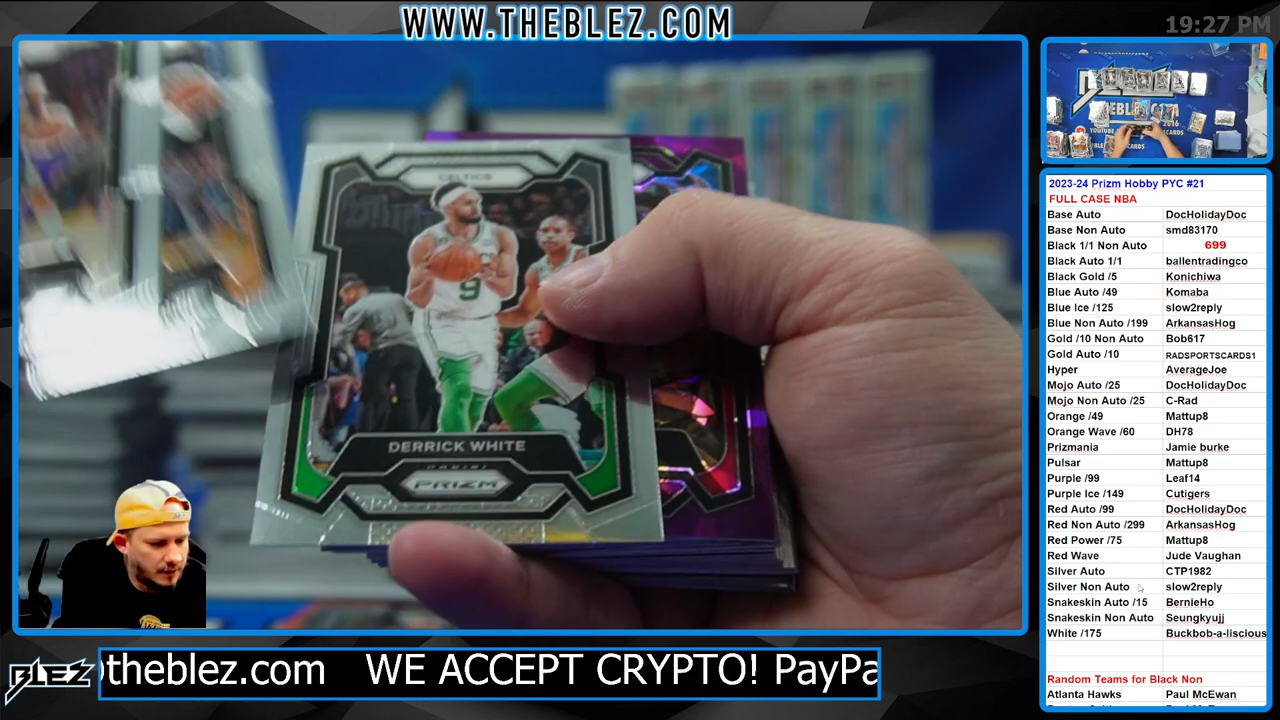 WWW.THEBLEZ.COM
19:27 PM
CELTICS
9
DERRICK WHITE
PANINI
PRIZM
2023-24 Prizm Hobby PYC #21
FULL CASE NBA
Base Auto DocHolidayDoc
Base Non Auto smd83170
Black 1/1 Non Auto 699
Black Auto 1/1 ballentradingco
Black Gold /5 Konichiwa
Blue Auto /49 Komaba
Blue ice /125 slow2reply
Blue Non Auto /199 ArkansasHog
Gold /10 Non Auto Bob617
Gold Auto /10 RADSPORTSCARDS1
Hyper AverageJoe
Mojo Auto /25 DocHolidayDoc
Mojo Non Auto /25 C-Rad
Orange /49 Mattup8
Orange Wave /60 DH78
Prizmania Jamie burke
Pulsar Mattup8
Purple /99 Leaf14
Purple Ice /149 Cutigers
Red Auto /99 DocHolidayDoc
Red Non Auto /299 ArkansasHog
Red Power /75 Mattup8
Red Wave Jude Vaughan
Silver Auto CTP1982
Silver Non Auto slow2reply
Snakeskin Auto /15 BernieHo
Snakeskin Non Auto Seungkyujj
White /175 Buckbob-a-liscious
Random Teams for Black Non
Atlanta Hawks Paul McEwan
BLEZ
theblez.com WE ACCEPT CRYPTO! PayPa